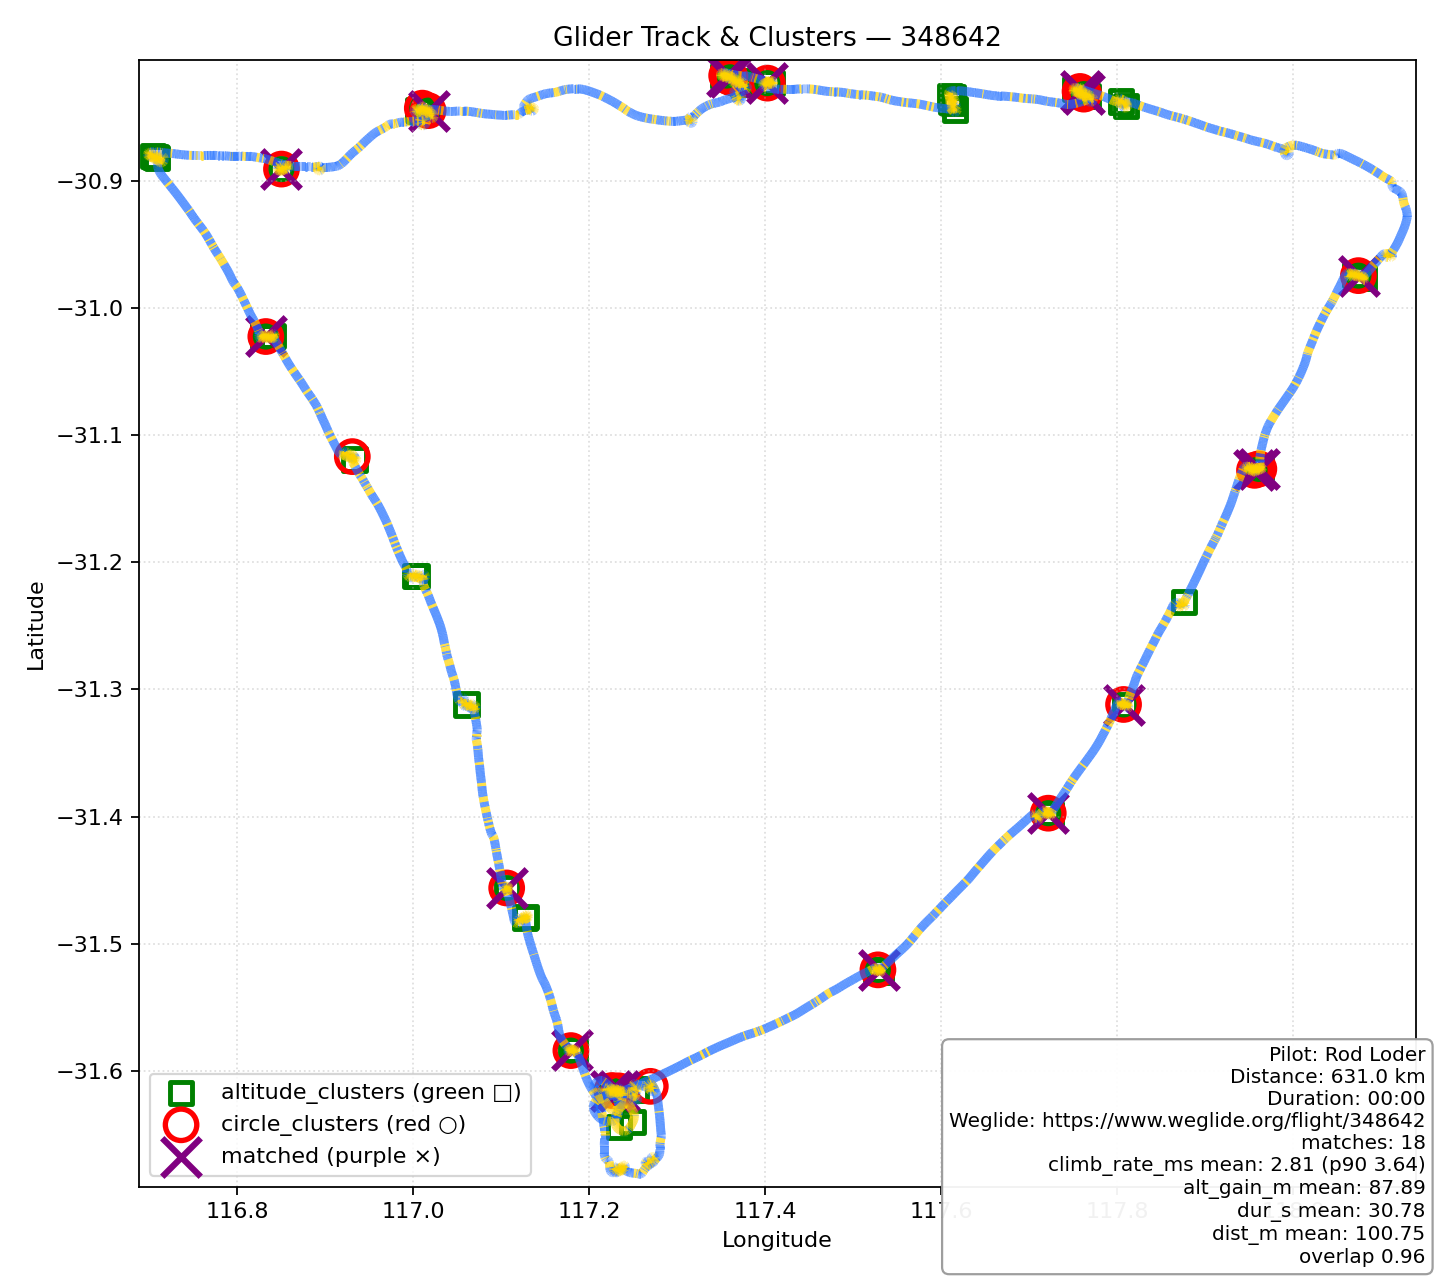 Glider Track & Clusters — 348642
Latitude
−30.9
−31.0
−31.1
−31.2
−31.3
−31.4
−31.5
−31.6
altitude_clusters (green □)
circle_clusters (red ○)
matched (purple ×)
Pilot: Rod Loder
Distance: 631.0 km
Duration: 00:00
Weglide: https://www.weglide.org/flight/348642
matches: 18
climb_rate_ms mean: 2.81 (p90 3.64)
alt_gain_m mean: 87.89
dur_s mean: 30.78
dist_m mean: 100.75
overlap 0.96
116.8 117.0 117.2 117.4 117.6 117.8
Longitude